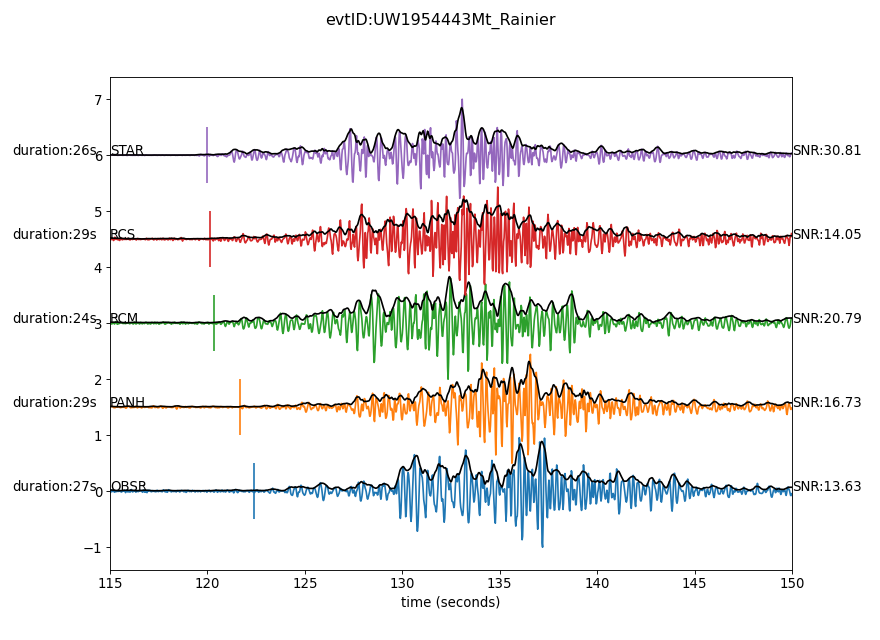 evtID:UW1954443Mt_Rainier
7
duration:26s 6 STAR SNR:30.81
5
duration:29s RCS SNR:14.05
4
duration:24s 3 RCM SNR:20.79
2
duration:29s PANH SNR:16.73
1
duration:27s 0 OBSR SNR:13.63
−1
115 120 125 130 135 140 145 150
time (seconds)